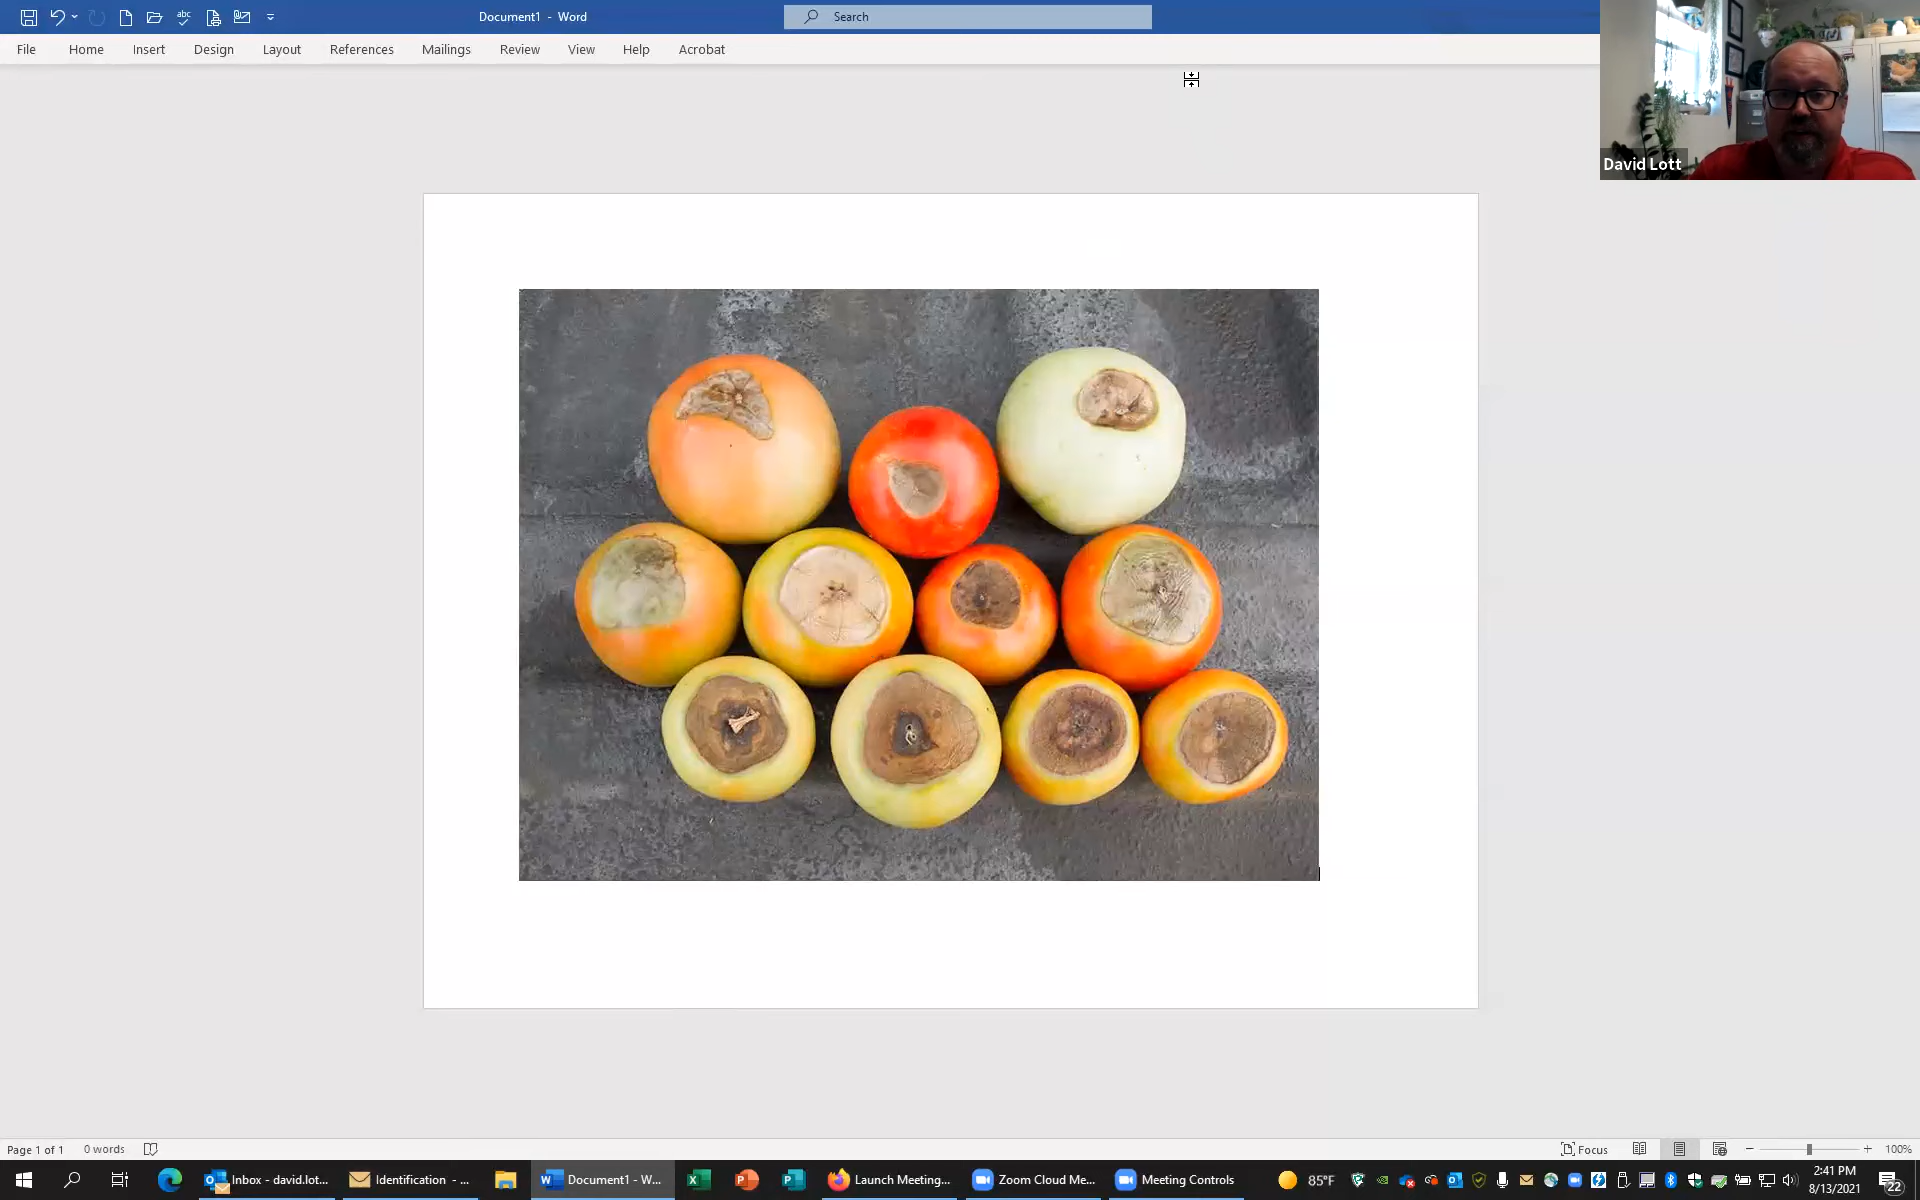 Document1 - Word
Search
File Home Insert Design Layout References Mailings Review View Help Acrobat
David Lott
Page 1 of 1 0 words
Focus
100%
Inbox - david.lot...
Identification - ...
Document1 - W...
Launch Meeting...
Zoom Cloud Me...
Meeting Controls
85°F
2:41 PM
8/13/2021
22